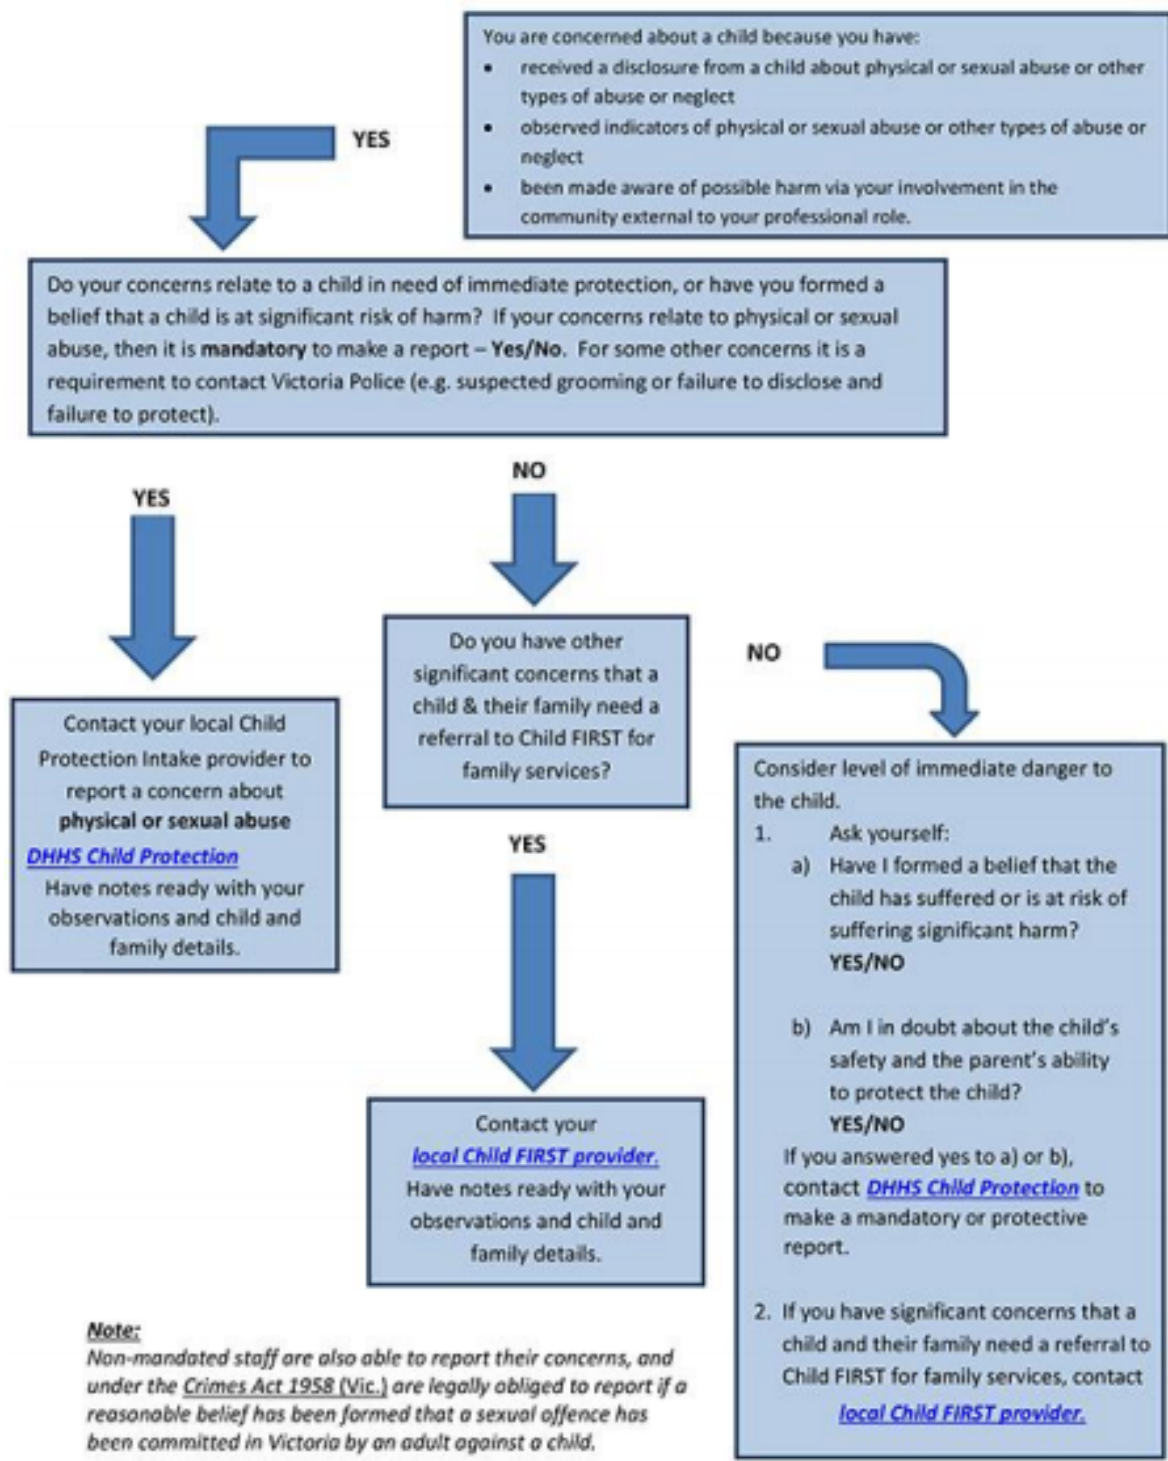 You are concerned about a child because you have:
• received a disclosure from a child about physical or sexual abuse or other
types of abuse or neglect
• observed indicators of physical or sexual abuse or other types of abuse or
neglect
• been made aware of possible harm via your involvement in the
community external to your professional role.
YES
Do your concerns relate to a child in need of immediate protection, or have you formed a
belief that a child is at significant risk of harm? If your concerns relate to physical or sexual
abuse, then it is mandatory to make a report – Yes/No. For some other concerns it is a
requirement to contact Victoria Police (e.g. suspected grooming or failure to disclose and
failure to protect).
YES
NO
Contact your local Child
Protection Intake provider to
report a concern about
physical or sexual abuse
DHHS Child Protection
Have notes ready with your
observations and child and
family details.
Do you have other
significant concerns that a
child & their family need a
referral to Child FIRST for
family services?
NO
YES
Contact your
local Child FIRST provider.
Have notes ready with your
observations and child and
family details.
Consider level of immediate danger to
the child.
1. Ask yourself:
a) Have I formed a belief that the
child has suffered or is at risk of
suffering significant harm?
YES/NO
b) Am I in doubt about the child's
safety and the parent's ability
to protect the child?
YES/NO
If you answered yes to a) or b),
contact DHHS Child Protection to
make a mandatory or protective
report.
2. If you have significant concerns that a
child and their family need a referral to
Child FIRST for family services, contact
local Child FIRST provider.
Note:
Non-mandated staff are also able to report their concerns, and
under the Crimes Act 1958 (Vic.) are legally obliged to report if a
reasonable belief has been formed that a sexual offence has
been committed in Victoria by an adult against a child.